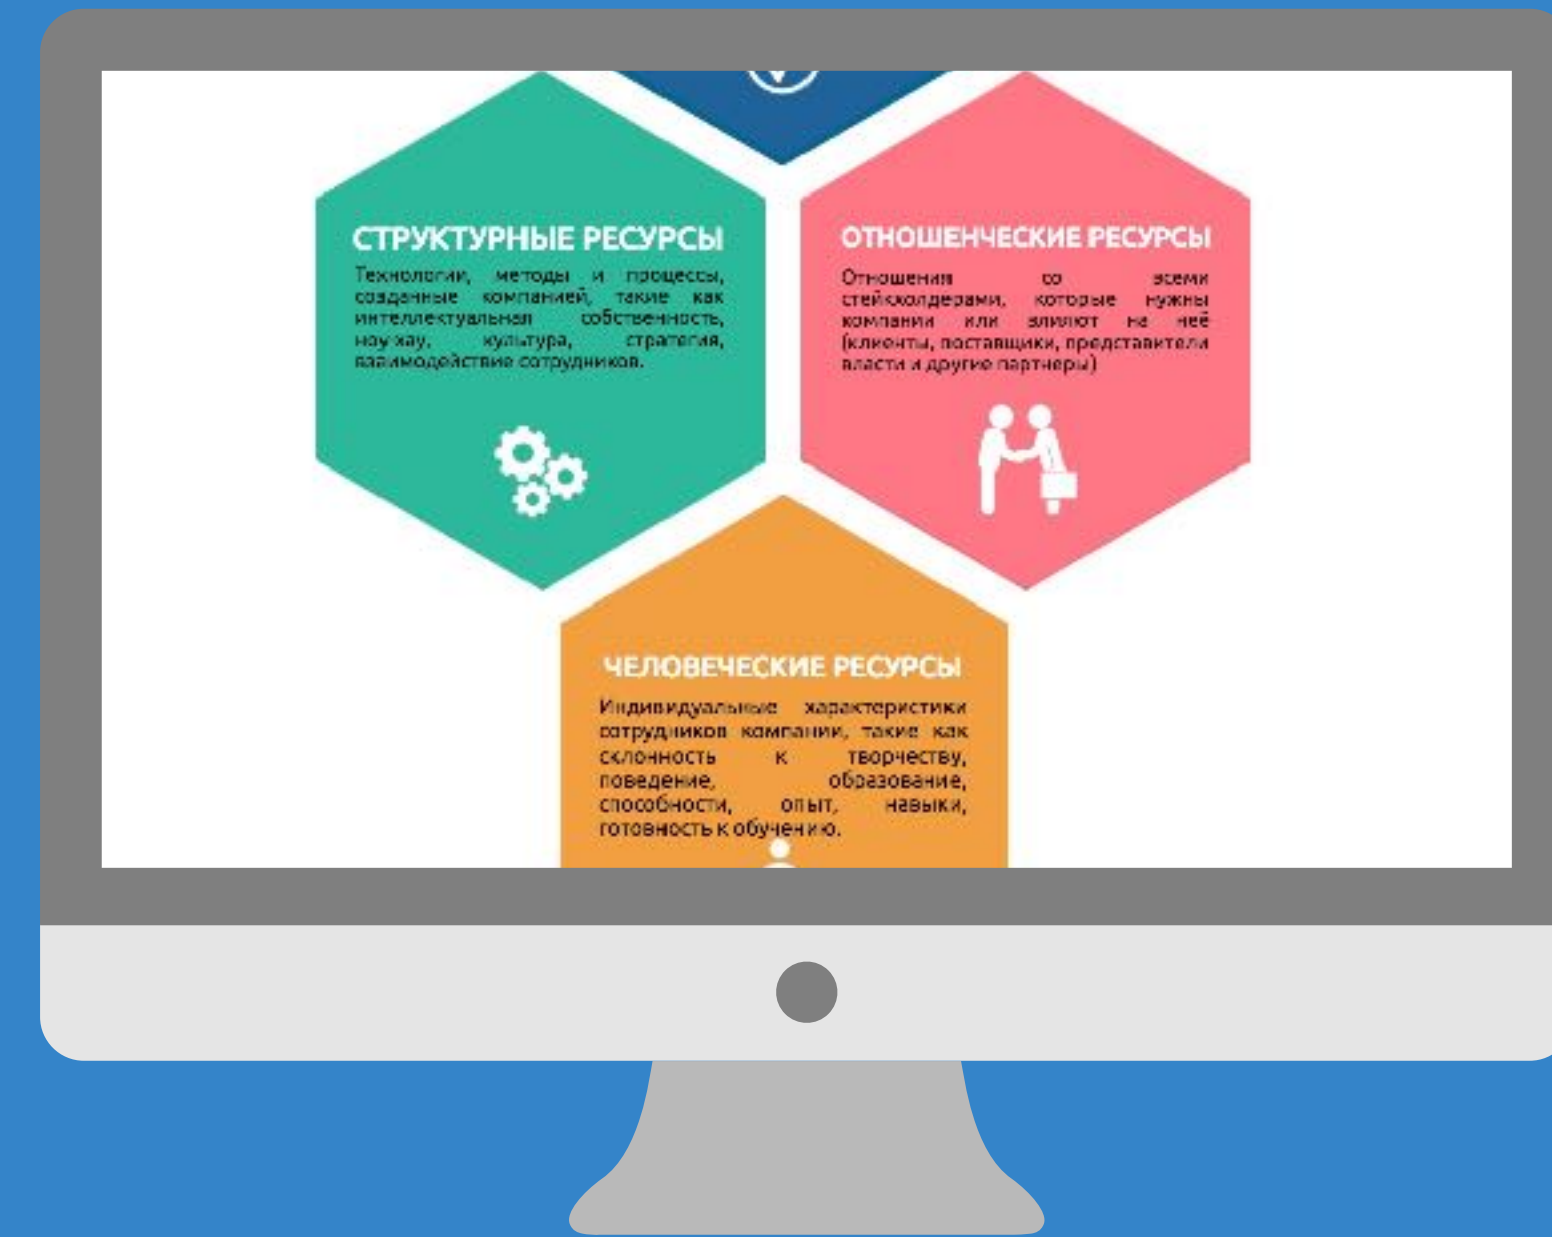 СТРУКТУРНЫЕ РЕСУРСЫ
Технологии, методы и процессы,
созданные компанией, такие как
интеллектуальная собственность,
ноу-хау, культура, стратегия,
взаимодействие сотрудников.
ОТНОШЕНЧЕСКИЕ РЕСУРСЫ
Отношения со всеми
стейкхолдерами, которые нужны
компании или влияют на неё
(клиенты, поставщики, представители
власти и другие партнеры)
ЧЕЛОВЕЧЕСКИЕ РЕСУРСЫ
Индивидуальные характеристики
сотрудников компании, такие как
склонность к творчеству,
поведение, образование,
способности, опыт, навыки,
готовность к обучению.